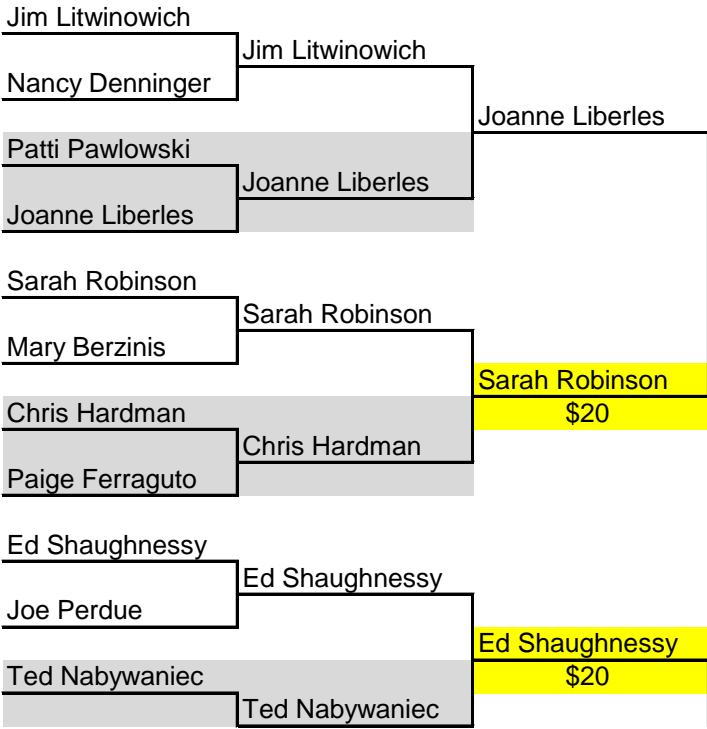 Jim Litwinowich
Jim Litwinowich
Nancy Denninger
Joanne Liberles
Patti Pawlowski
Joanne Liberles
Joanne Liberles
Sarah Robinson
Sarah Robinson
Mary Berzinis
Sarah Robinson
Chris Hardman
$20
Chris Hardman
Paige Ferraguto
Ed Shaughnessy
Ed Shaughnessy
Joe Perdue
Ed Shaughnessy
Ted Nabywaniec
$20
Ted Nabywaniec